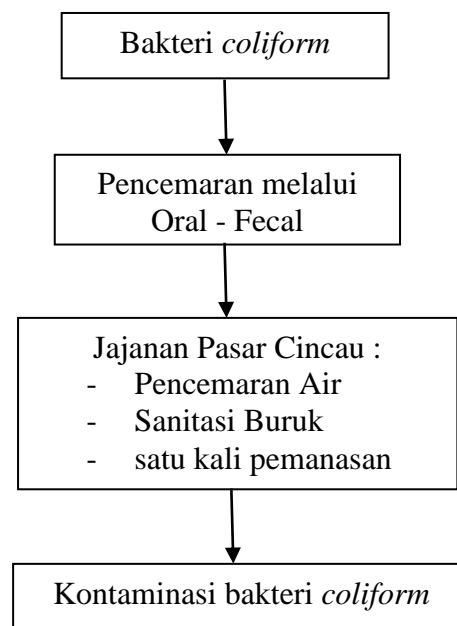 Bakteri coliform
Pencemaran melalui
Oral - Fecal
Jajanan Pasar Cincau :
- Pencemaran Air
- Sanitasi Buruk
- satu kali pemanasan
Kontaminasi bakteri coliform